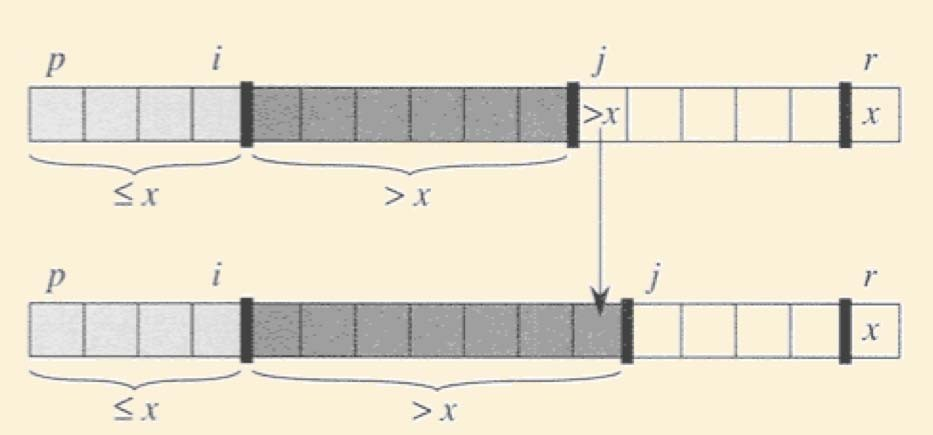 p i j r
>x x
≤ x > x
p i j r
x
≤ x > x